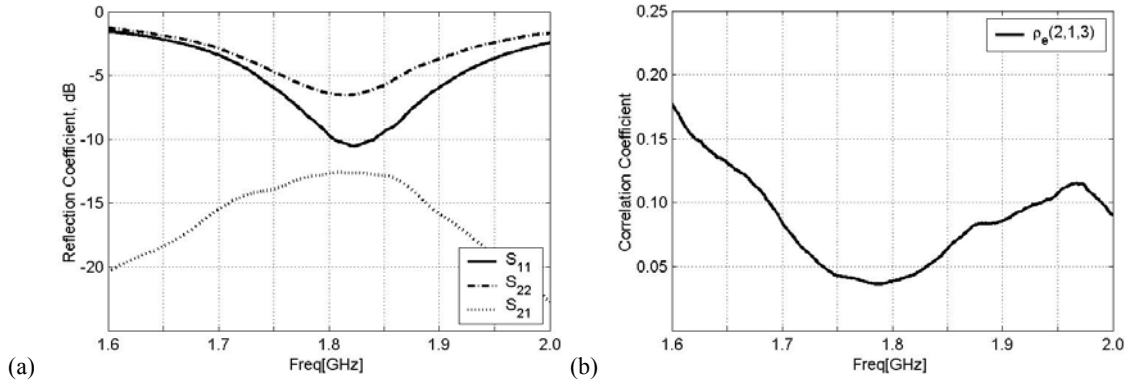 0
-5
-10
-15
-20
Reflection Coefficient, dB
S11
S22
S21
1.6 1.7 1.8 1.9 2.0
Freq[GHz]
(a)
0.25
0.20
0.15
0.10
0.05
Correlation Coefficient
ρe(2,1,3)
1.6 1.7 1.8 1.9 2.0
Freq[GHz]
(b)